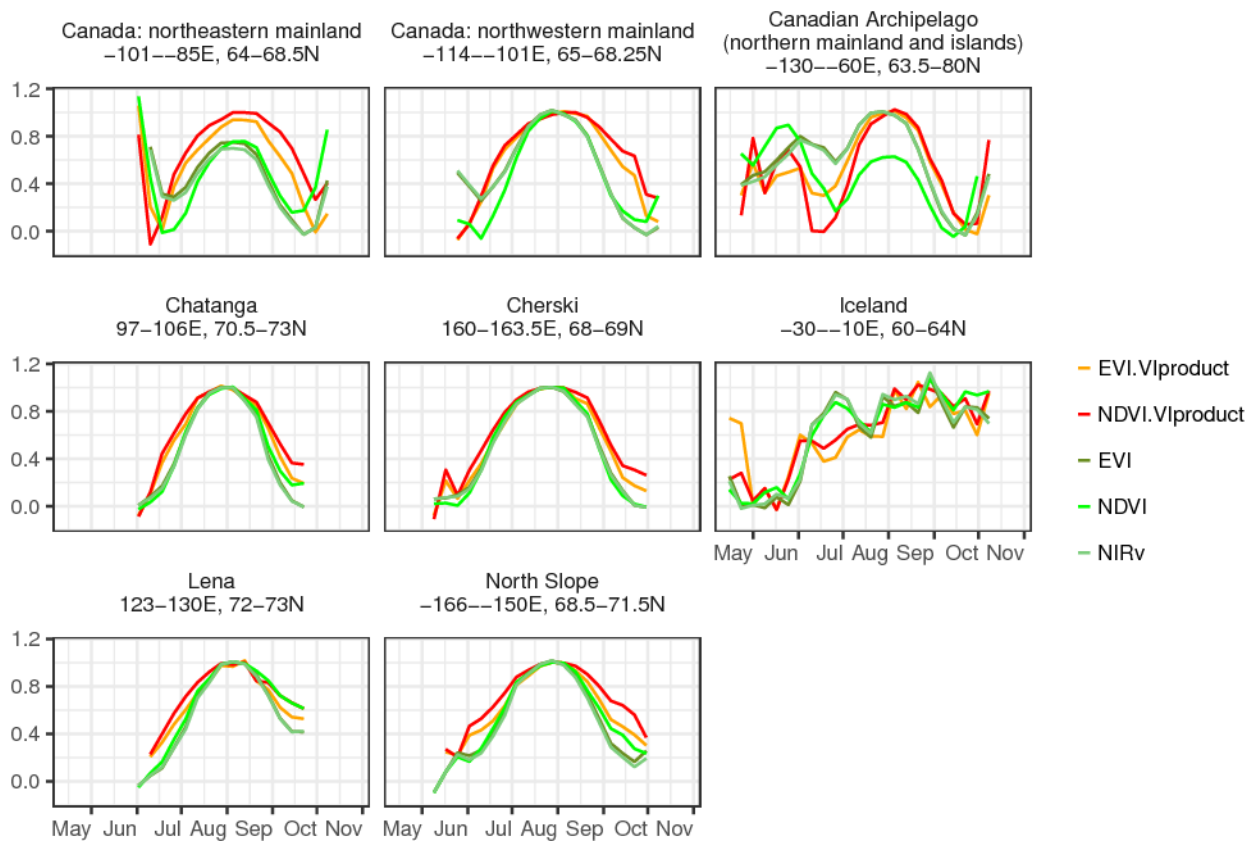 Canada: northeastern mainland
−101−−85E, 64−68.5N
Canada: northwestern mainland
−114−−101E, 65−68.25N
Canadian Archipelago
(northern mainland and islands)
−130−−60E, 63.5−80N
1.2
0.8
0.4
0.0
Chatanga
97−106E, 70.5−73N
Cherski
160−163.5E, 68−69N
Iceland
−30−−10E, 60−64N
1.2
0.8
0.4
0.0
May Jun Jul Aug Sep Oct Nov
EVI.VIproduct
NDVI.VIproduct
EVI
NDVI
NIRv
Lena
123−130E, 72−73N
North Slope
−166−−150E, 68.5−71.5N
1.2
0.8
0.4
0.0
May Jun Jul Aug Sep Oct Nov
May Jun Jul Aug Sep Oct Nov